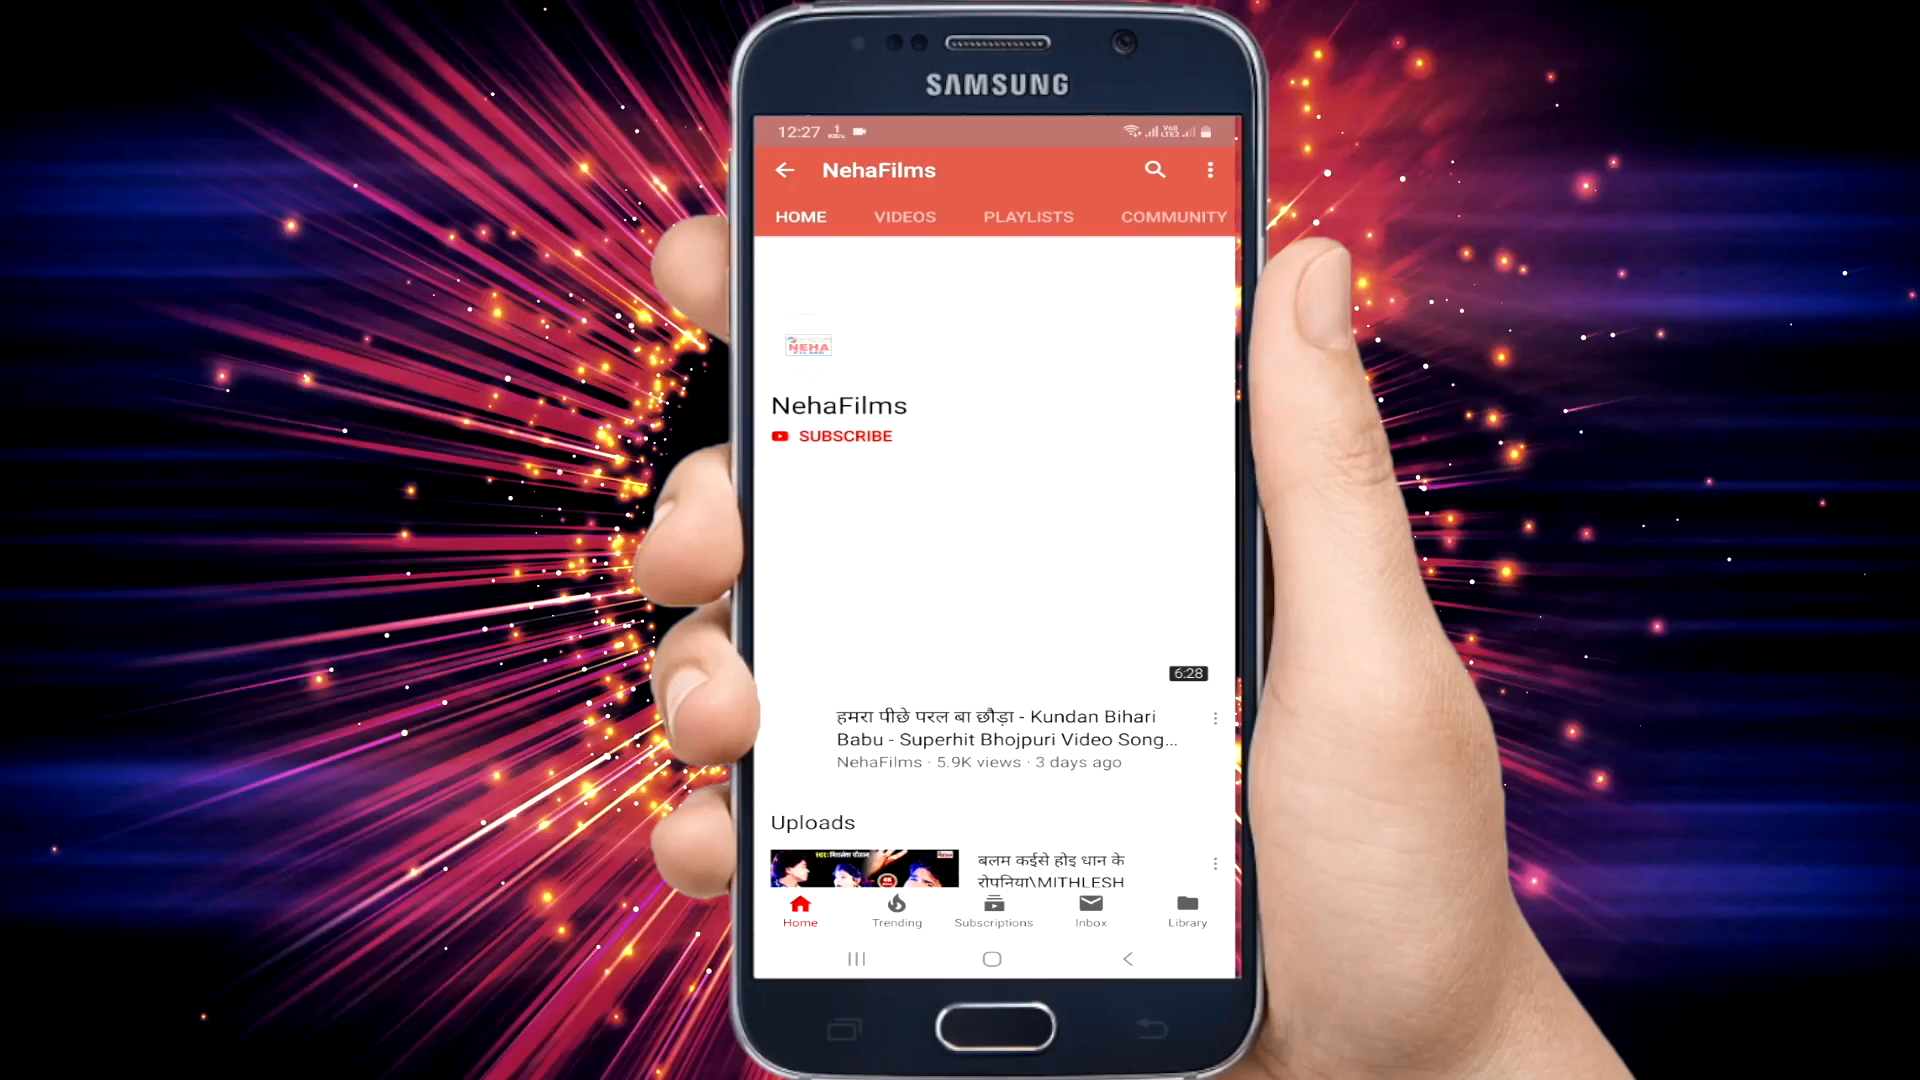 SAMSUNG
12:27
NehaFilms
HOME VIDEOS PLAYLISTS COMMUNITY
NEHA
FILMS
NehaFilms
SUBSCRIBE
6:28
हमरा पीछे परल बा छौड़ा - Kundan Bihari
Babu - Superhit Bhojpuri Video Song...
NehaFilms · 5.9K views · 3 days ago
Uploads
बलम कईसे होइ धान के
रोपनिया\MITHLESH
Home Trending Subscriptions Inbox Library